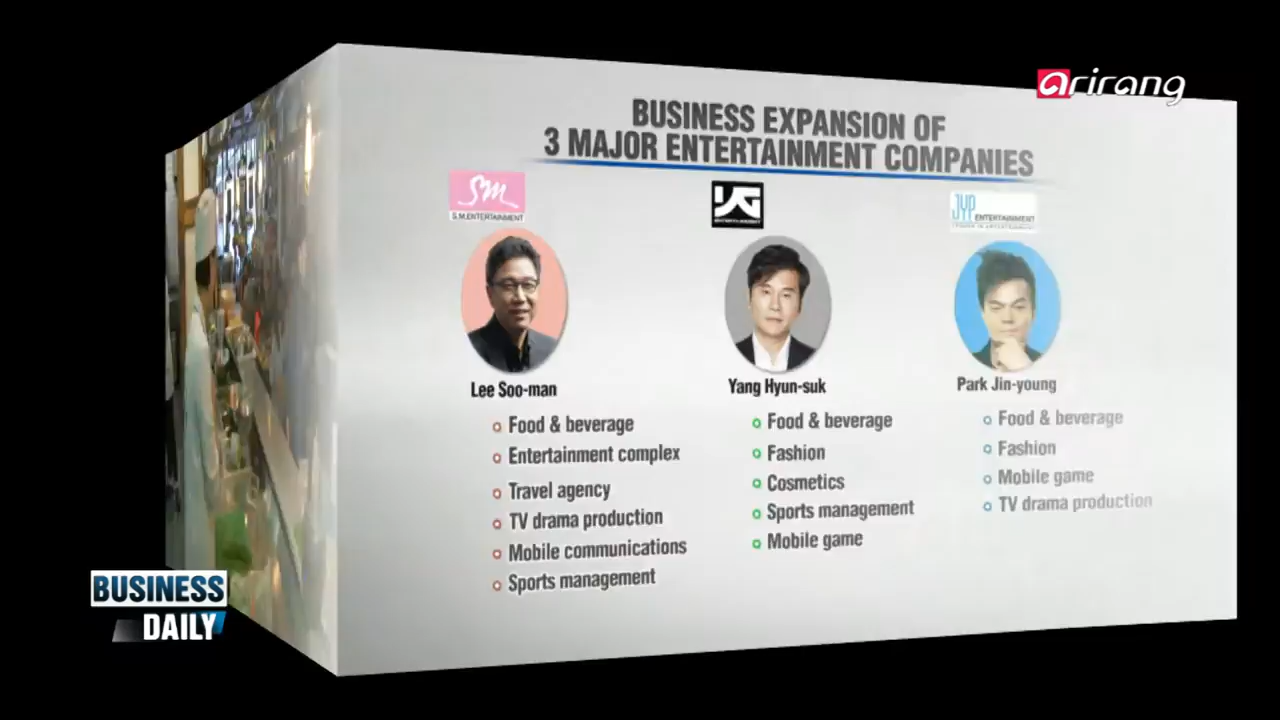 arirang
BUSINESS EXPANSION OF
3 MAJOR ENTERTAINMENT COMPANIES
SM
S.M.ENTERTAINMENT
YG
JYP ENTERTAINMENT
Lee Soo-man
Food & beverage
Entertainment complex
Travel agency
TV drama production
Mobile communications
Sports management
Yang Hyun-suk
Food & beverage
Fashion
Cosmetics
Sports management
Mobile game
Park Jin-young
Food & beverage
Fashion
Mobile game
TV drama production
BUSINESS
DAILY